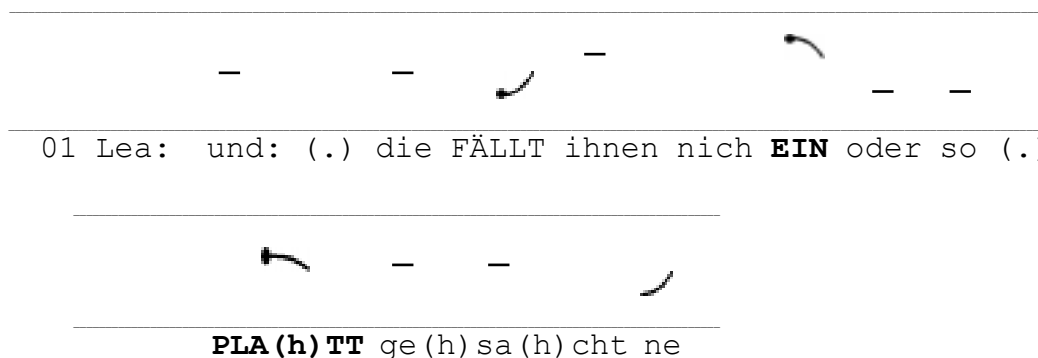 01 Lea: und: (.) die FÄLLT ihnen nich EIN oder so (.)
PLA(h)TT ge(h)sa(h)cht ne